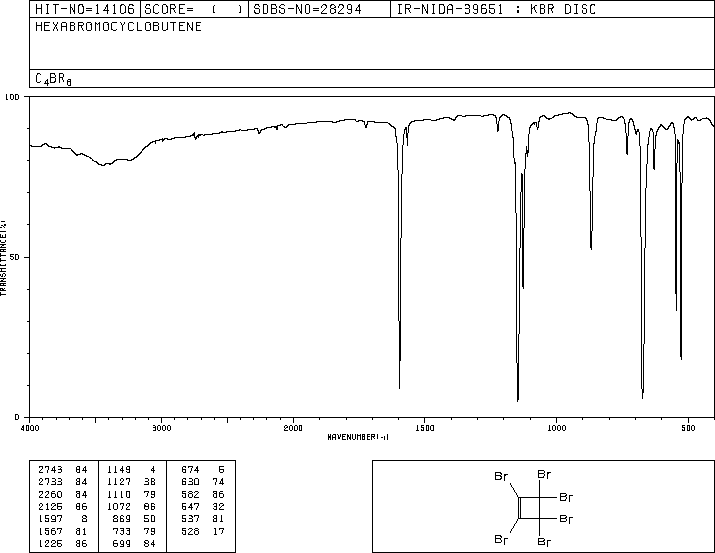 HIT-NO=14106 SCORE= ( ) SDBS-NO=28294 IR-NIDA-39651 : KBR DISC
HEXABROMOCYCLOBUTENE
C4BR6
100
50
0
TRANSMITTANCE(%)
4000 3000 2000 1500 1000 500
WAVENUMBER(-1)
2743 84 1149 4 674 5
2733 84 1127 38 630 74
2260 84 1110 79 582 86
2126 86 1072 86 547 32
1597 8 869 50 537 81
1567 81 733 79 528 17
1225 86 699 84
Br Br
Br
Br
Br Br